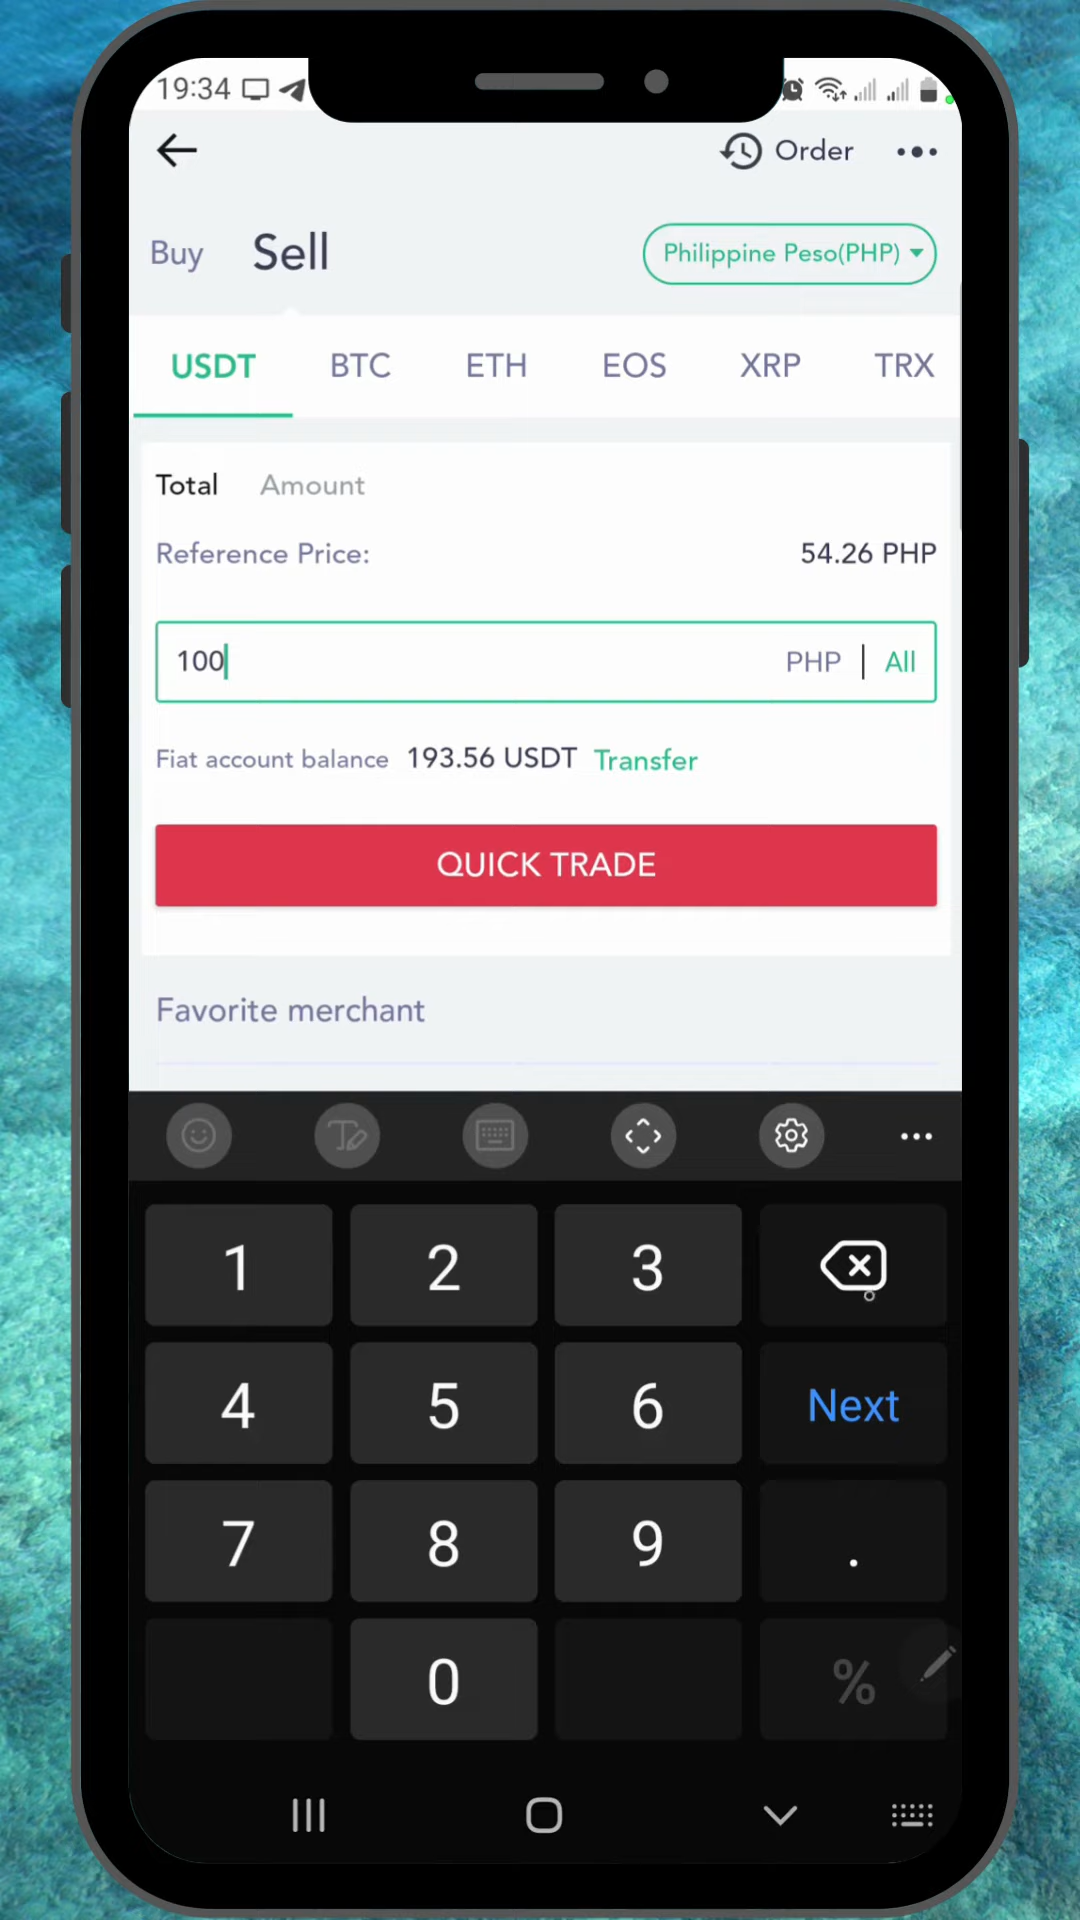 19:34
Order
Buy Sell Philippine Peso(PHP)
USDT BTC ETH EOS XRP TRX
Total Amount
Reference Price: 54.26 PHP
100 PHP | All
Fiat account balance 193.56 USDT Transfer
QUICK TRADE
Favorite merchant
1 2 3
4 5 6 Next
7 8 9 .
0 %